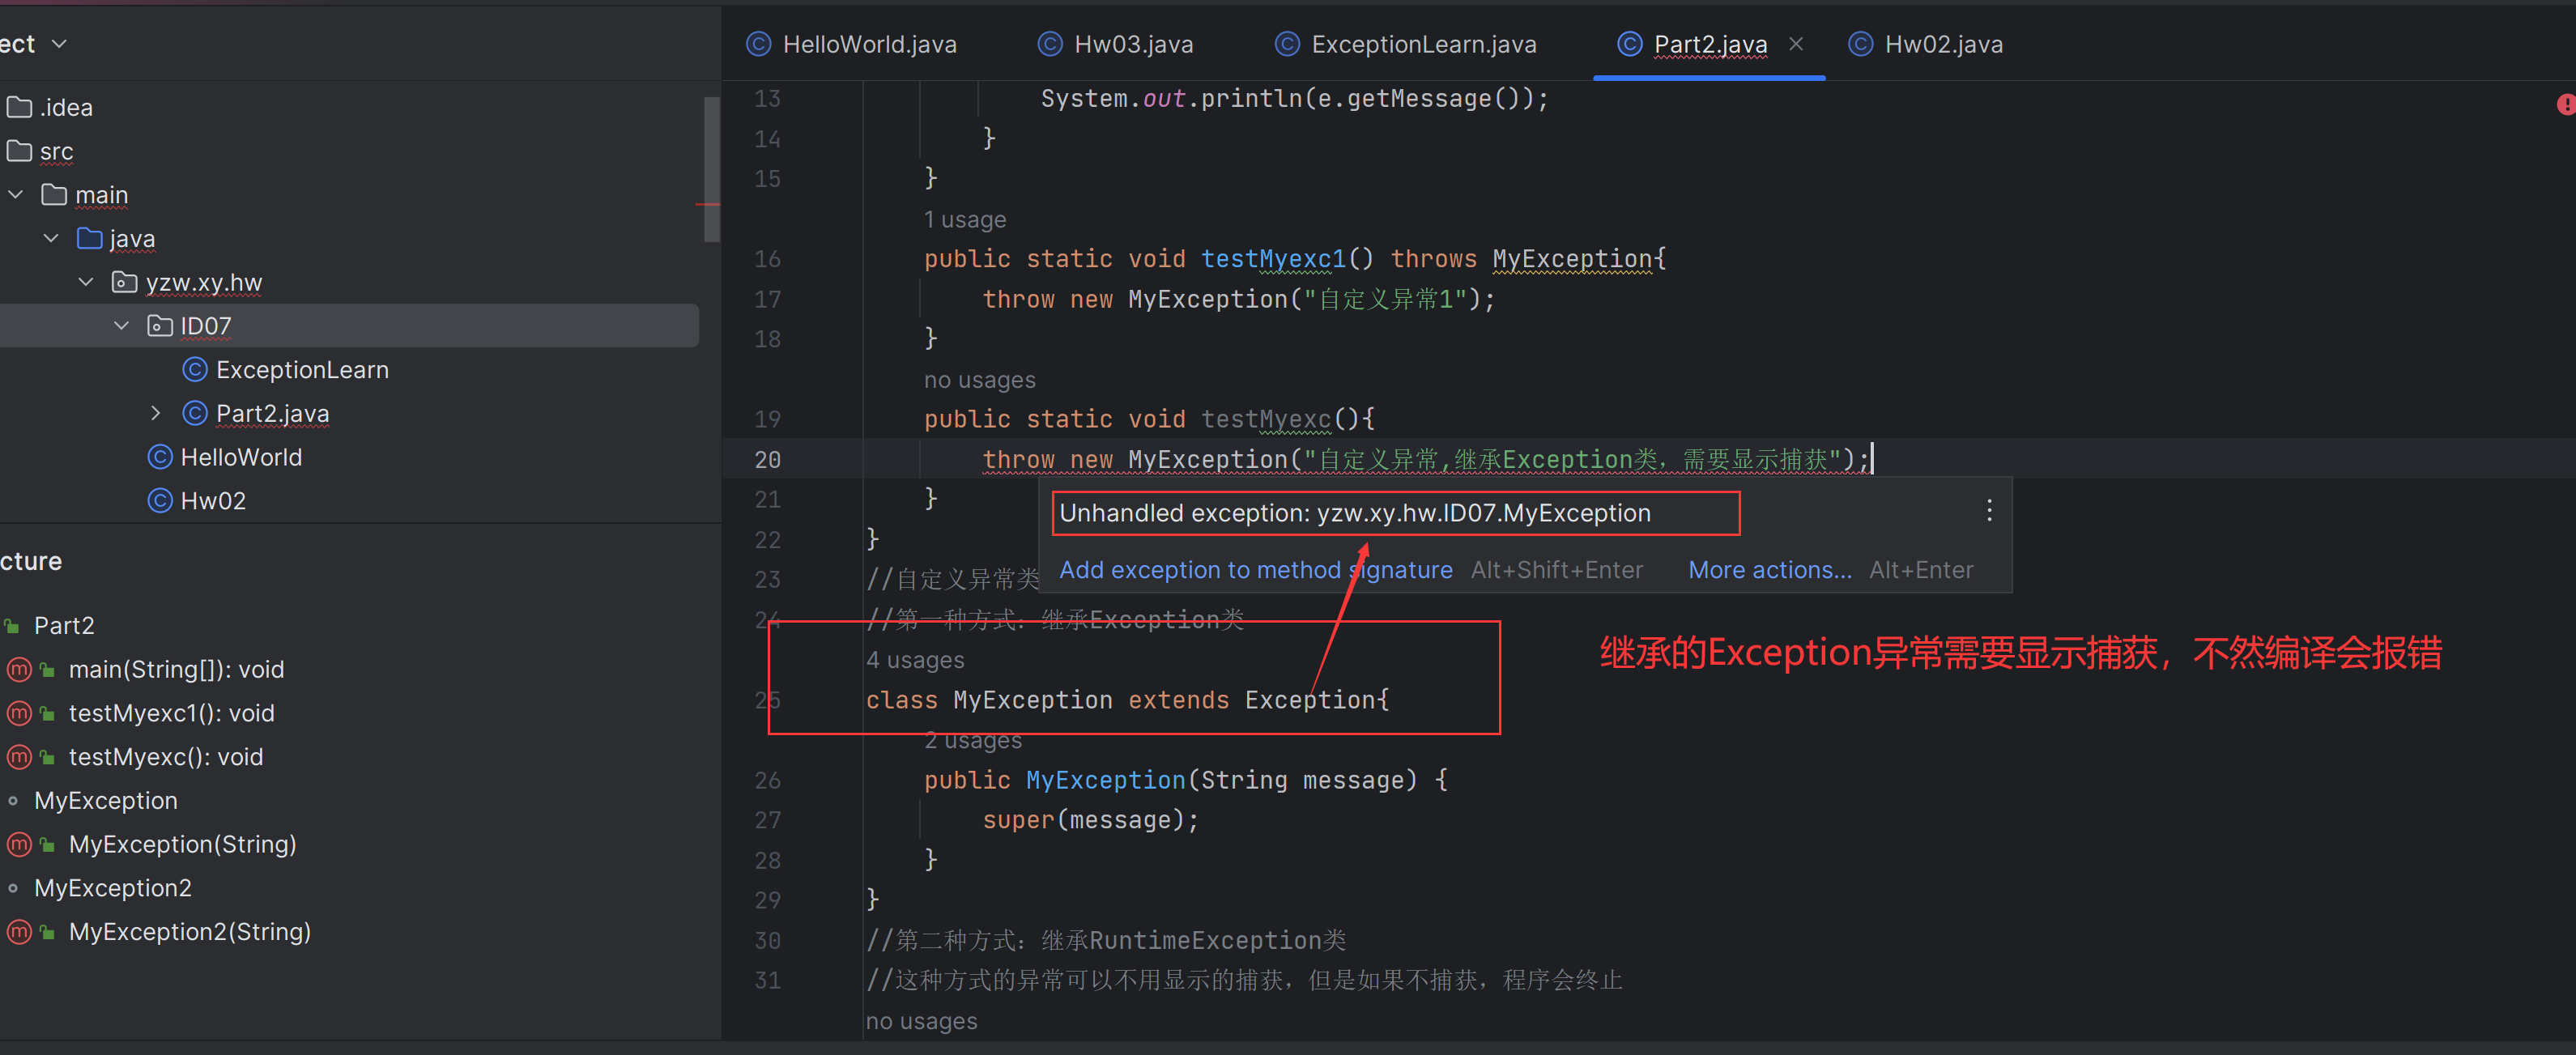 ect
HelloWorld.java
Hw03.java
ExceptionLearn.java
Part2.java
Hw02.java
.idea
src
main
java
yzw.xy.hw
ID07
ExceptionLearn
Part2.java
HelloWorld
Hw02
cture
Part2
main(String[]): void
testMyexc1(): void
testMyexc(): void
MyException
MyException(String)
MyException2
MyException2(String)
13 System.out.println(e.getMessage());
14 }
15 }
1 usage
16 public static void testMyexc1() throws MyException{
17 throw new MyException("自定义异常1");
18 }
no usages
19 public static void testMyexc(){
20 throw new MyException("自定义异常,继承Exception类，需要显示捕获");
21 }
Unhandled exception: yzw.xy.hw.ID07.MyException
22 }
23 //自定义异常类
Add exception to method signature Alt+Shift+Enter More actions... Alt+Enter
24 //第一种方式：继承Exception类
4 usages
继承的Exception异常需要显示捕获，不然编译会报错
25 class MyException extends Exception{
2 usages
26 public MyException(String message) {
27 super(message);
28 }
29 }
30 //第二种方式：继承RuntimeException类
31 //这种方式的异常可以不用显示的捕获，但是如果不捕获，程序会终止
no usages